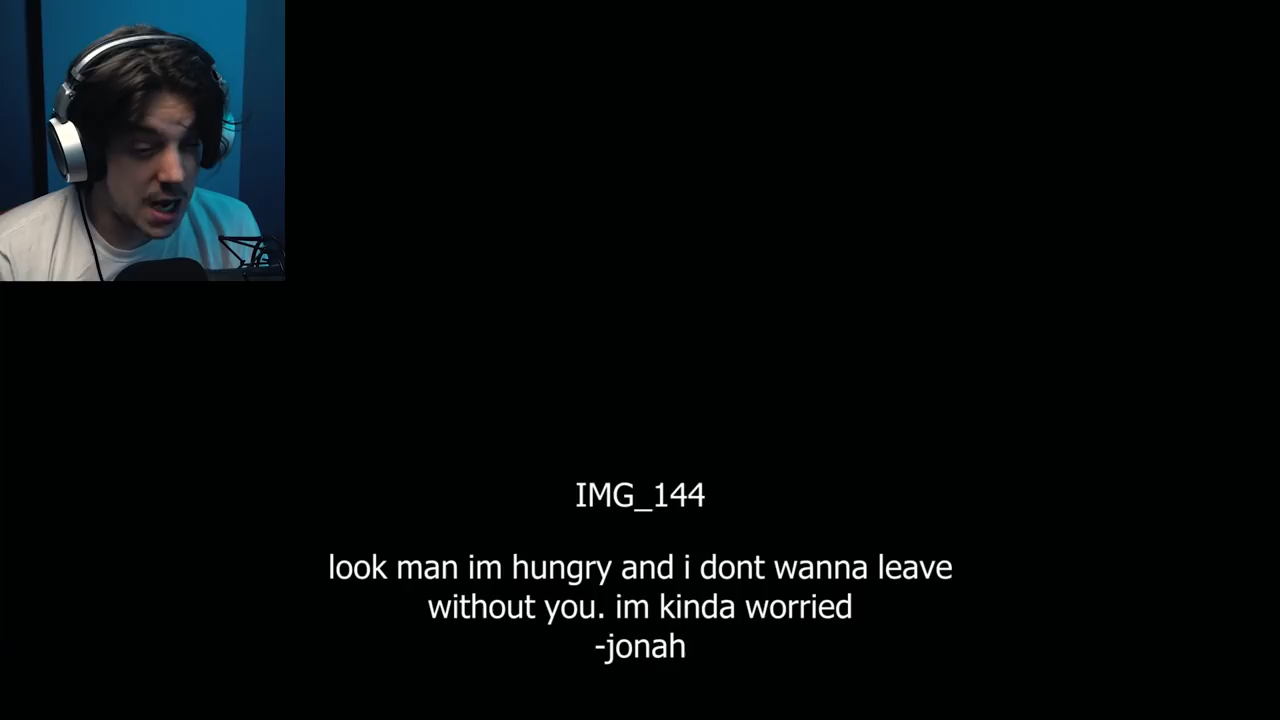 IMG_144
look man im hungry and i dont wanna leave
without you. im kinda worried
-jonah